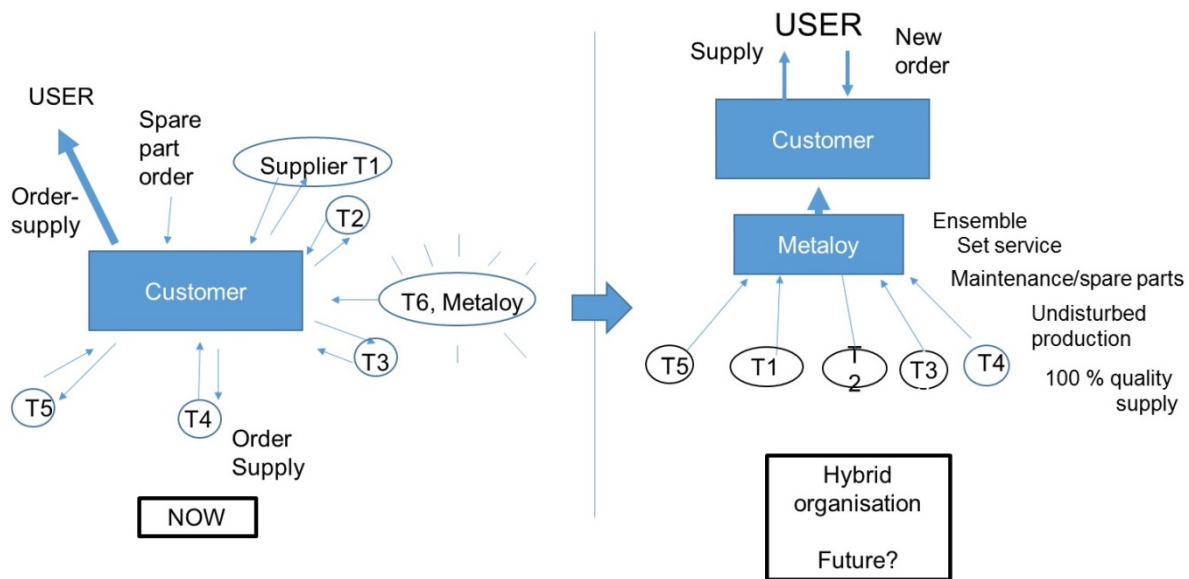 USER
Spare
part
order
Supplier T1
Order-
supply
T2
Customer
T6, Metaloy
T3
T5
T4
Order
Supply
NOW
USER
Supply
New
order
Customer
Metaloy
Ensemble
Set service
Maintenance/spare parts
Undisturbed
production
100 % quality
supply
T5
T1
T
2
T3
T4
Hybrid
organisation
Future?